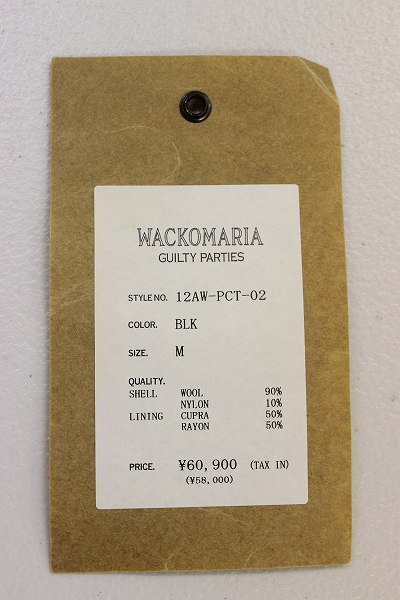 WACKOMARIA
GUILTY PARTIES
STYLE NO. 12AW-PCT-02
COLOR. BLK
SIZE. M
QUALITY.
SHELL WOOL 90%
NYLON 10%
LINING CUPRA 50%
RAYON 50%
PRICE. ¥60,900 (TAX IN)
(¥58,000)